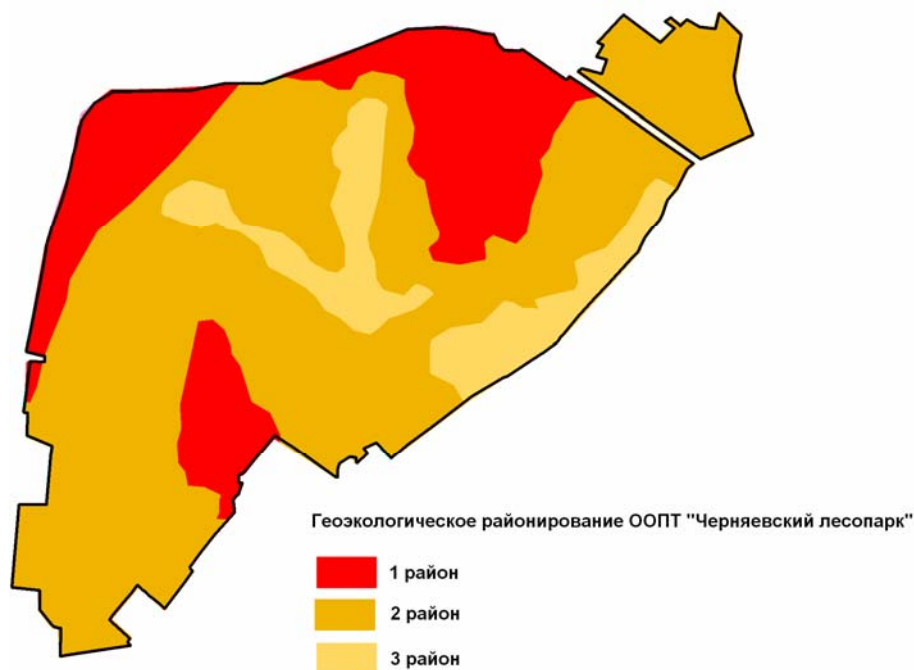 Геоэкологическое районирование ООПТ "Черняевский лесопарк"
1 район
2 район
3 район